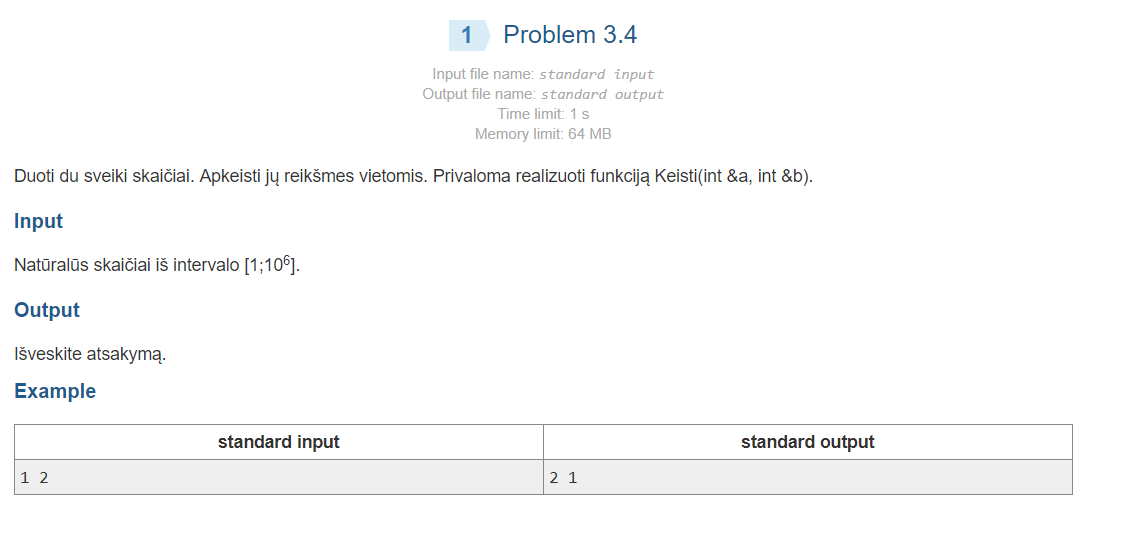 1 Problem 3.4
Input file name: standard input
Output file name: standard output
Time limit: 1 s
Memory limit: 64 MB
Duoti du sveiki skaičiai. Apkeisti jų reikšmes vietomis. Privaloma realizuoti funkciją Keisti(int &a, int &b).
Input
Natūralūs skaičiai iš intervalo [1;10⁶].
Output
Išveskite atsakymą.
Example
standard input standard output
1 2 2 1